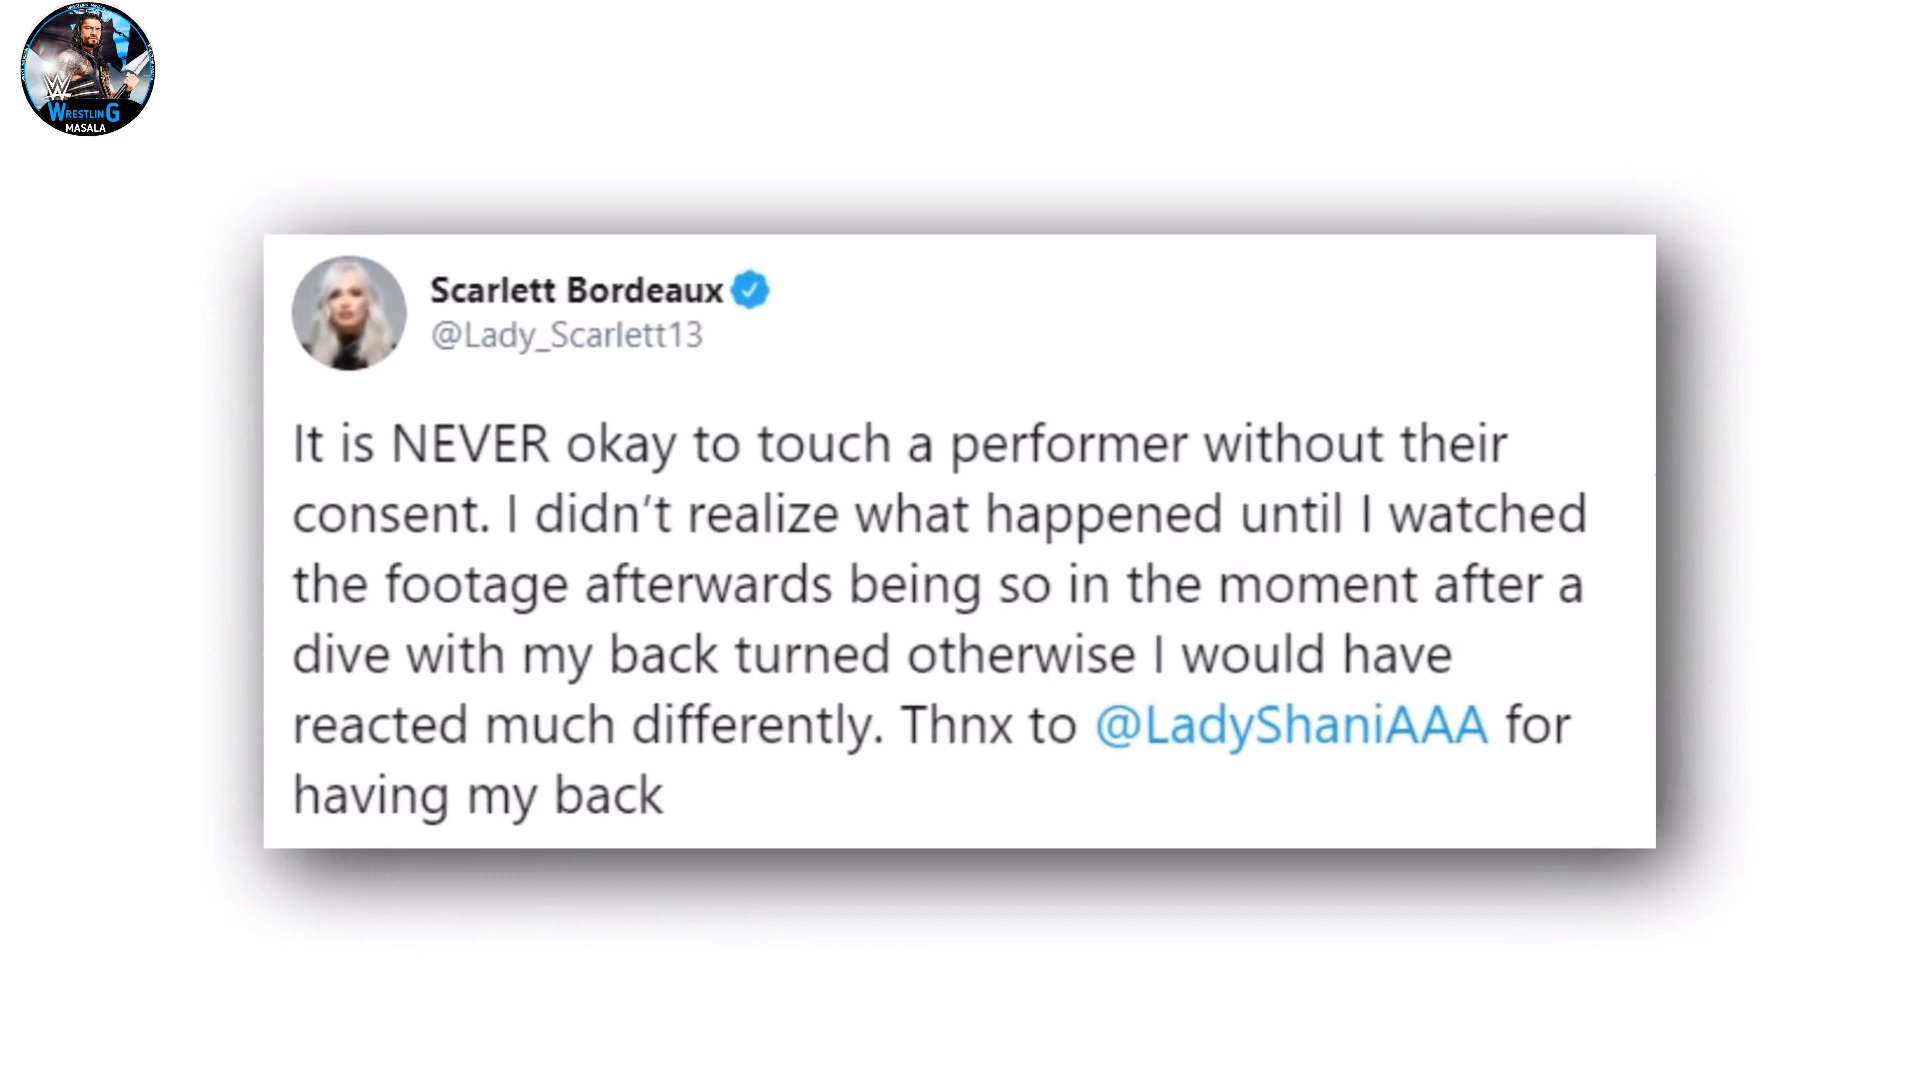 WRESTLING
MASALA
Scarlett Bordeaux
@Lady_Scarlett13
It is NEVER okay to touch a performer without their
consent. I didn’t realize what happened until I watched
the footage afterwards being so in the moment after a
dive with my back turned otherwise I would have
reacted much differently. Thnx to @LadyShaniAAA for
having my back